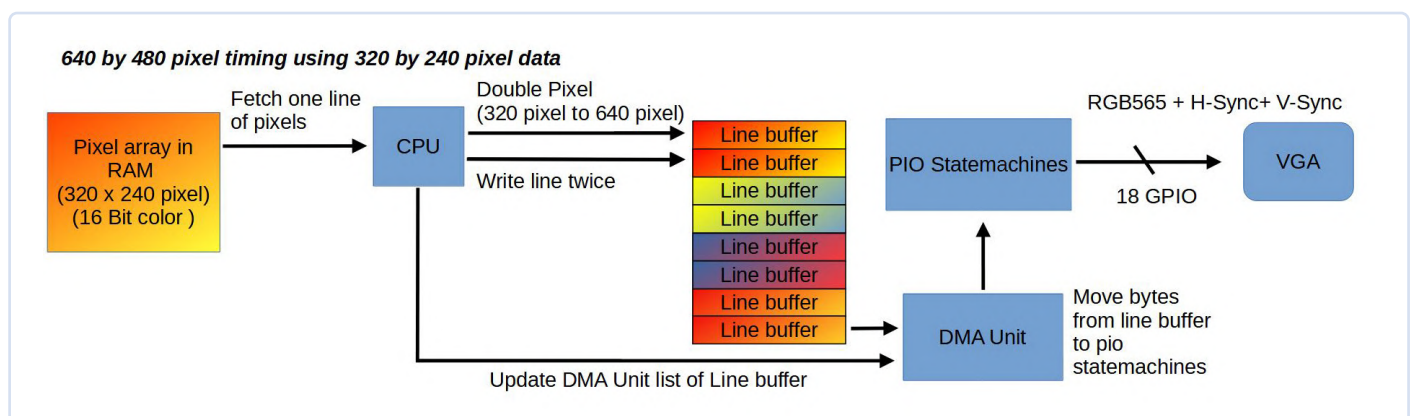 640 by 480 pixel timing using 320 by 240 pixel data
Pixel array in
RAM
(320 x 240 pixel)
(16 Bit color )
Fetch one line
of pixels
CPU
Double Pixel
(320 pixel to 640 pixel)
Write line twice
Line buffer
Line buffer
Line buffer
Line buffer
Line buffer
Line buffer
Line buffer
Line buffer
Update DMA Unit list of Line buffer
PIO Statemachines
DMA Unit
Move bytes
from line buffer
to pio
statemachines
RGB565 + H-Sync+ V-Sync
18 GPIO
VGA